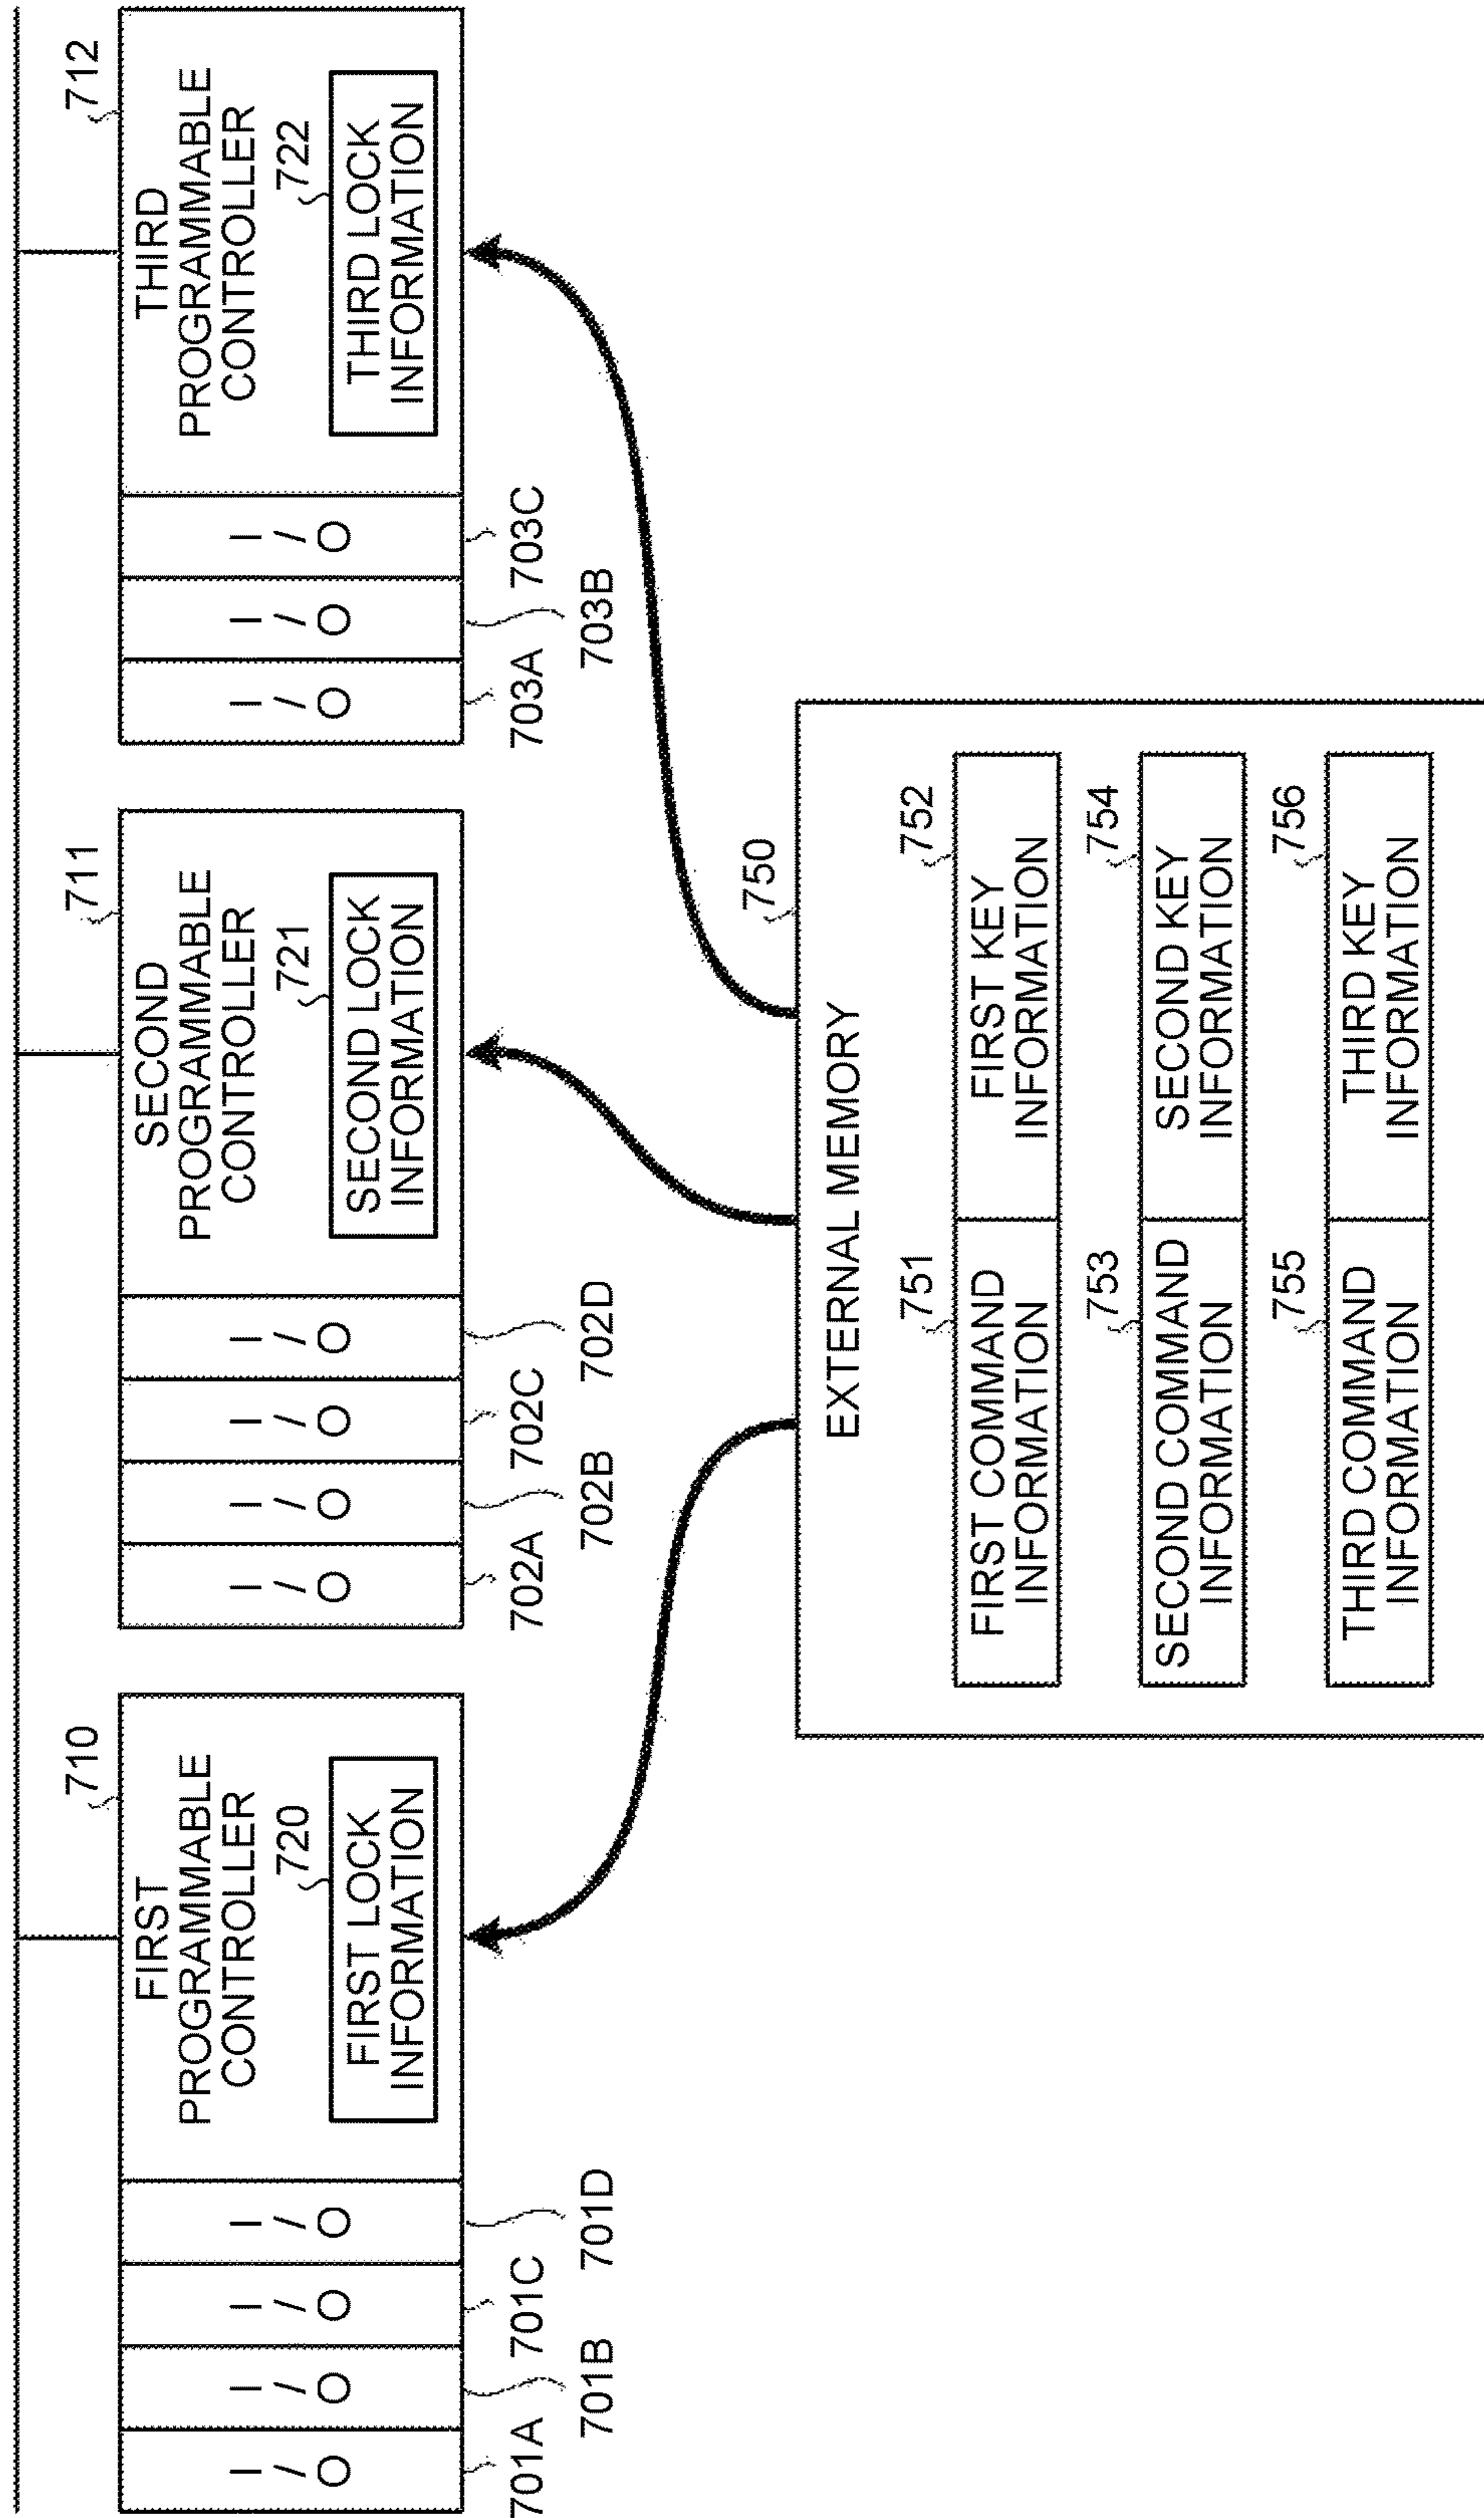 710
FIRST
PROGRAMMABLE
CONTROLLER
720
FIRST LOCK
INFORMATION
I/O
I/O
I/O
I/O
701A
701B
701C
701D
711
SECOND
PROGRAMMABLE
CONTROLLER
721
SECOND LOCK
INFORMATION
I/O
I/O
I/O
I/O
702A
702B
702C
702D
712
THIRD
PROGRAMMABLE
CONTROLLER
722
THIRD LOCK
INFORMATION
I/O
I/O
I/O
703A
703B
703C
750
EXTERNAL MEMORY
751
FIRST COMMAND
INFORMATION
752
FIRST KEY
INFORMATION
753
SECOND COMMAND
INFORMATION
754
SECOND KEY
INFORMATION
755
THIRD COMMAND
INFORMATION
756
THIRD KEY
INFORMATION